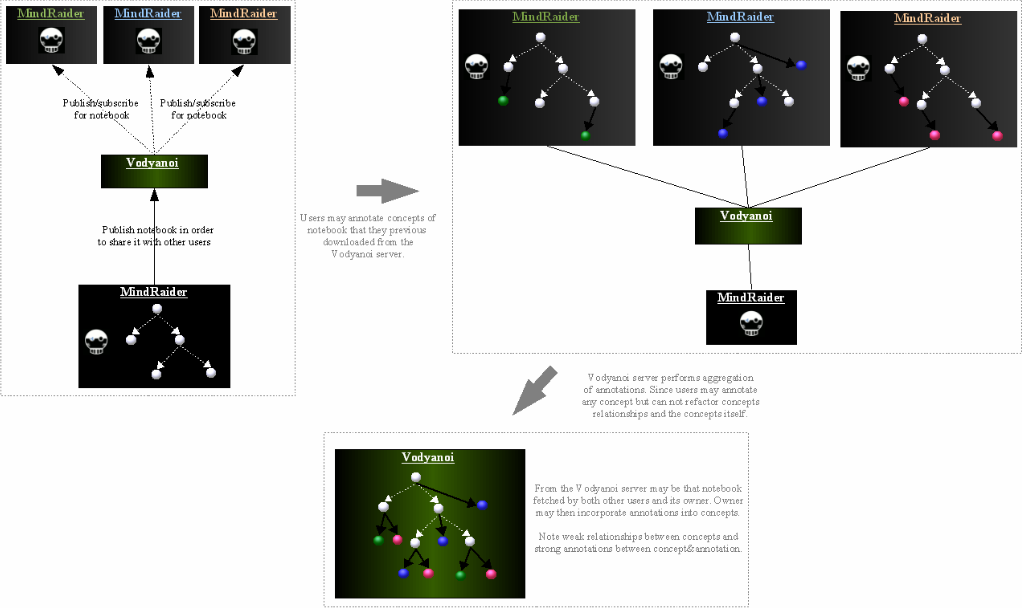 MindRaider
MindRaider
MindRaider
Publish/subscribe
for notebook
Publish/subscribe
for notebook
Vodyanoi
Publish notebook in order
to share it with other users
MindRaider
Users may annotate concepts of
notebook that they previous
downloaded from the
Vodyanoi server.
MindRaider
MindRaider
MindRaider
Vodyanoi
MindRaider
Vodyanoi server performs aggregation
of annotations. Since users may annotate
any concept but can not refactor concepts
relationships and the concepts itself.
Vodyanoi
From the Vodyanoi server may be that notebook
fetched by both other users and its owner. Owner
may then incorporate annotations into concepts.
Note weak relationships between concepts and
strong annotations between concept&annotation.